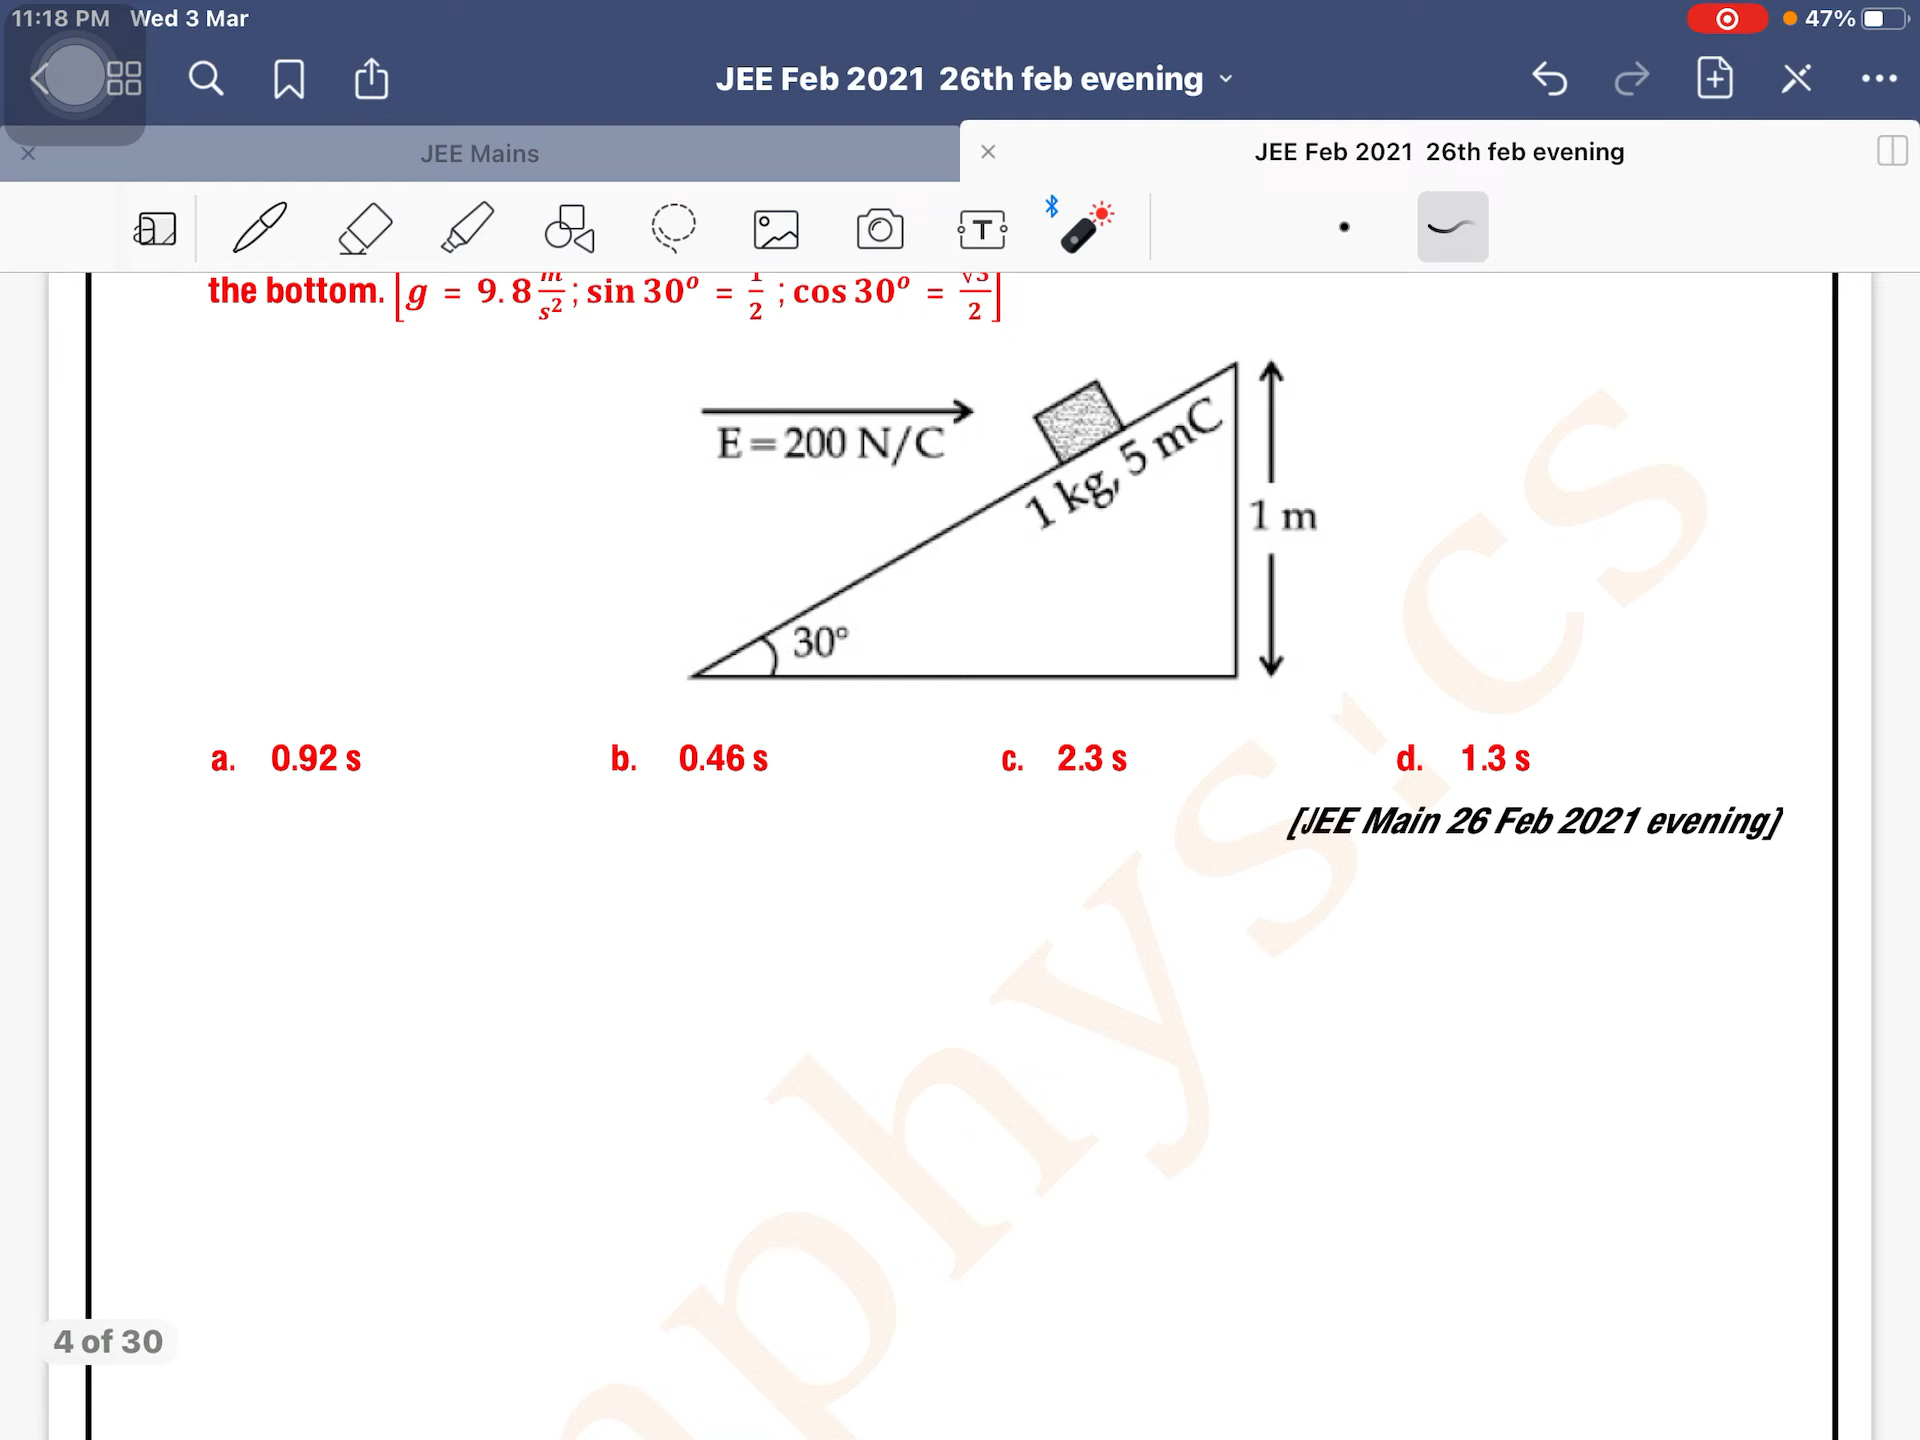 11:18 PM Wed 3 Mar
47%
JEE Feb 2021 26th feb evening
JEE Mains
JEE Feb 2021 26th feb evening
the bottom. [g = 9.8 m/s²; sin 30° = 1/2 ; cos 30° = √3/2]
E = 200 N/C
1 kg, 5 mC
1 m
30°
a. 0.92 s b. 0.46 s c. 2.3 s d. 1.3 s
[JEE Main 26 Feb 2021 evening]
phys:cs
4 of 30